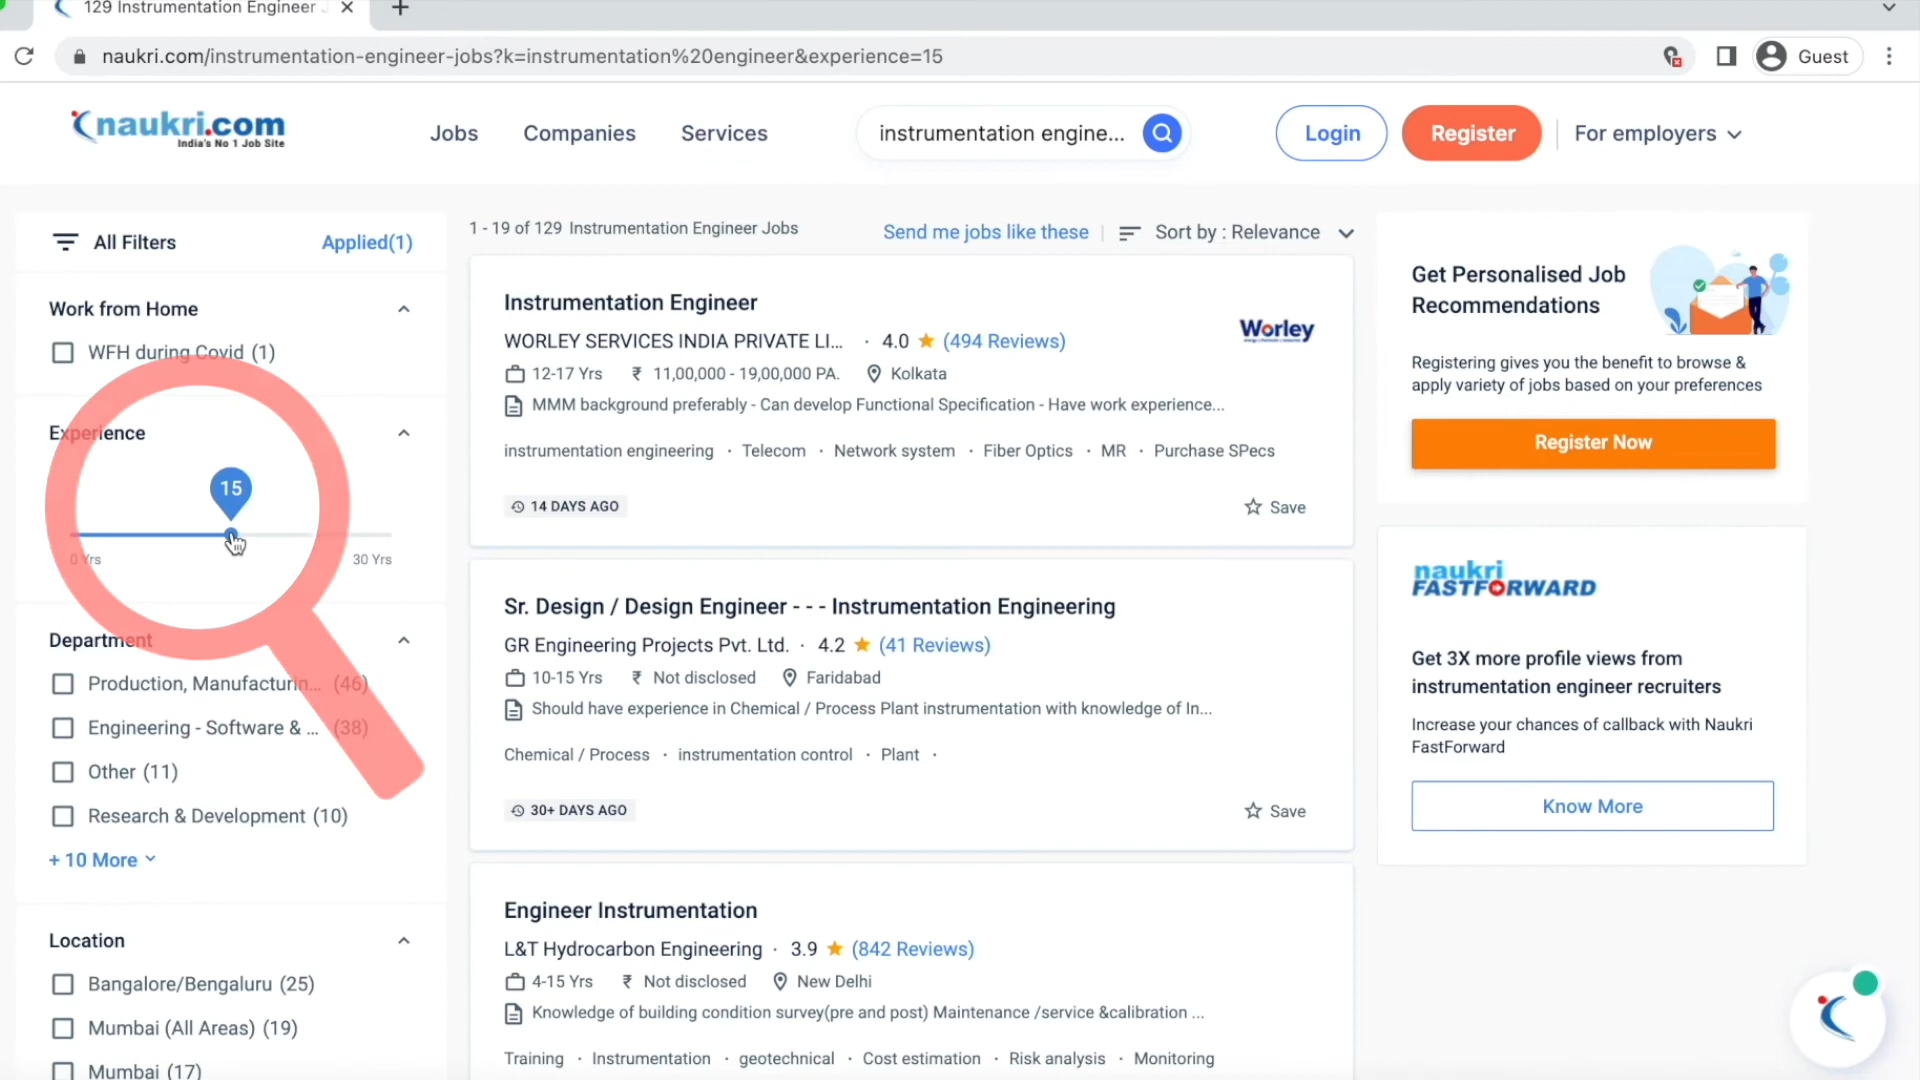 129 Instrumentation Engineer J
naukri.com/instrumentation-engineer-jobs?k=instrumentation%20engineer&experience=15
Guest
naukri.com
India's No 1 Job Site
Jobs
Companies
Services
instrumentation engine...
Login
Register
For employers
All Filters
Applied(1)
Work from Home
WFH during Covid (1)
Experience
15
0 Yrs
30 Yrs
Department
Production, Manufacturin... (46)
Engineering - Software & ... (38)
Other (11)
Research & Development (10)
+ 10 More
Location
Bangalore/Bengaluru (25)
Mumbai (All Areas) (19)
Mumbai (17)
1 - 19 of 129 Instrumentation Engineer Jobs
Send me jobs like these
Sort by : Relevance
Instrumentation Engineer
WORLEY SERVICES INDIA PRIVATE LI... · 4.0 ★ (494 Reviews)
Worley
12-17 Yrs ₹ 11,00,000 - 19,00,000 PA. Kolkata
MMM background preferably - Can develop Functional Specification - Have work experience...
instrumentation engineering · Telecom · Network system · Fiber Optics · MR · Purchase SPecs
14 DAYS AGO
Save
Sr. Design / Design Engineer - - - Instrumentation Engineering
GR Engineering Projects Pvt. Ltd. · 4.2 ★ (41 Reviews)
10-15 Yrs ₹ Not disclosed Faridabad
Should have experience in Chemical / Process Plant instrumentation with knowledge of In...
Chemical / Process · instrumentation control · Plant ·
30+ DAYS AGO
Save
Engineer Instrumentation
L&T Hydrocarbon Engineering · 3.9 ★ (842 Reviews)
4-15 Yrs ₹ Not disclosed New Delhi
Knowledge of building condition survey(pre and post) Maintenance /service &calibration ...
Training · Instrumentation · geotechnical · Cost estimation · Risk analysis · Monitoring
Get Personalised Job
Recommendations
Registering gives you the benefit to browse &
apply variety of jobs based on your preferences
Register Now
naukri
FASTFORWARD
Get 3X more profile views from
instrumentation engineer recruiters
Increase your chances of callback with Naukri
FastForward
Know More